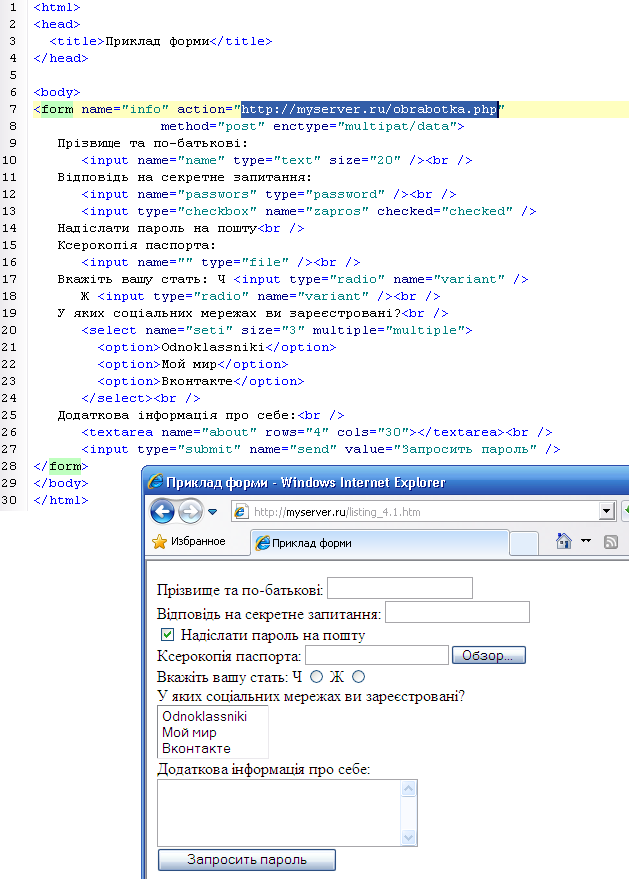 1 <html>
2 <head>
3 <title>Приклад форми</title>
4 </head>
5
6 <body>
7 <form name="info" action="http://myserver.ru/obrabotka.php"
8 method="post" enctype="multipat/data">
9 Прізвище та по-батькові:
10 <input name="name" type="text" size="20" /><br />
11 Відповідь на секретне запитання:
12 <input name="passwors" type="password" /><br />
13 <input type="checkbox" name="zapros" checked="checked" />
14 Надіслати пароль на пошту<br />
15 Ксерокопія паспорта:
16 <input name="" type="file" /><br />
17 Вкажіть вашу стать: Ч <input type="radio" name="variant" />
18 Ж <input type="radio" name="variant" /><br />
19 У яких соціальних мережах ви зареєстровані?<br />
20 <select name="seti" size="3" multiple="multiple">
21 <option>Odnoklassniki</option>
22 <option>Мой мир</option>
23 <option>Вконтакте</option>
24 </select><br />
25 Додаткова інформація про себе:<br />
26 <textarea name="about" rows="4" cols="30"></textarea><br />
27 <input type="submit" name="send" value="Запросить пароль" />
28 </form>
29 </body>
30 </html>
Приклад форми - Windows Internet Explorer
http://myserver.ru/listing_4.1.htm
Избранное Приклад форми
Прізвище та по-батькові:
Відповідь на секретне запитання:
Надіслати пароль на пошту
Ксерокопія паспорта: Обзор...
Вкажіть вашу стать: Ч Ж
У яких соціальних мережах ви зареєстровані?
Odnoklassniki
Мой мир
Вконтакте
Додаткова інформація про себе:
Запросить пароль